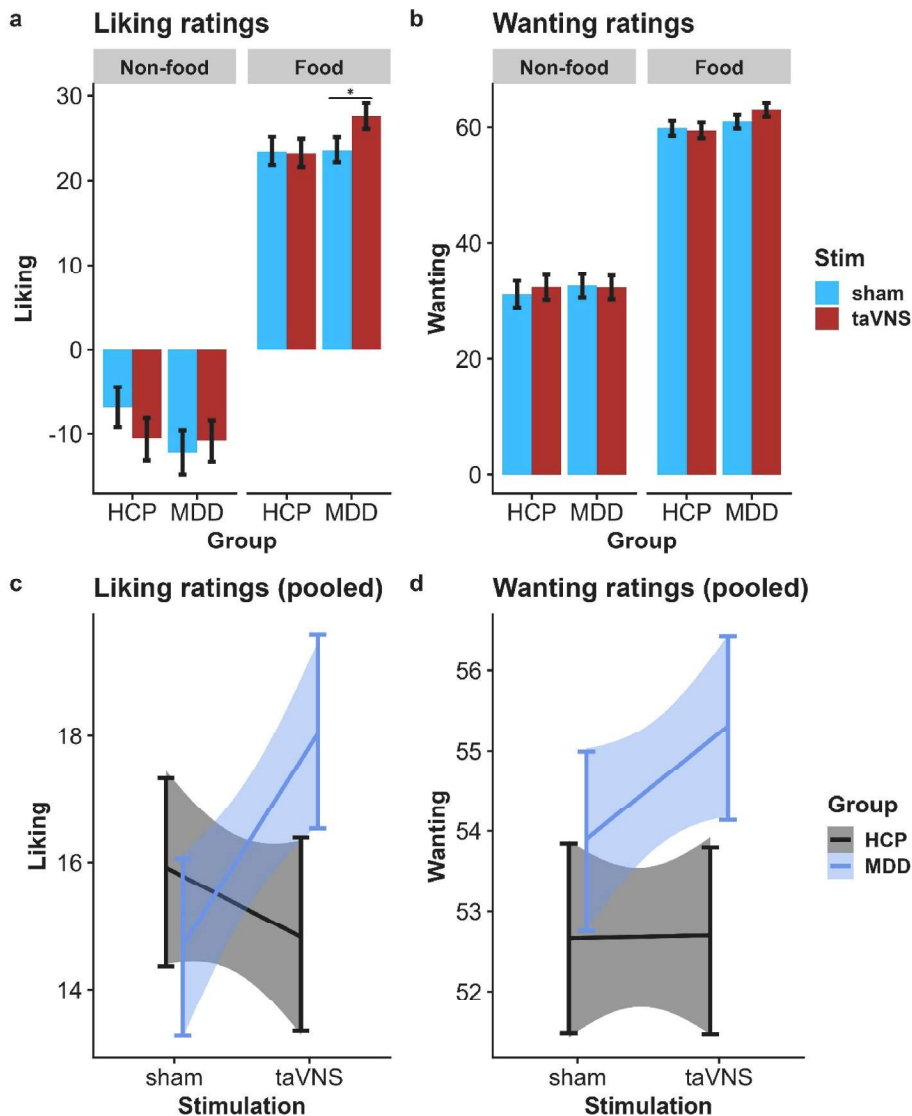 a Liking ratings
Non-food Food
*
Liking
30
20
10
0
-10
HCP MDD HCP MDD
Group
b Wanting ratings
Non-food Food
Wanting
60
40
20
0
HCP MDD HCP MDD
Group
Stim
sham
taVNS
c Liking ratings (pooled)
Liking
18
16
14
sham taVNS
Stimulation
d Wanting ratings (pooled)
Wanting
56
55
54
53
52
sham taVNS
Stimulation
Group
HCP
MDD